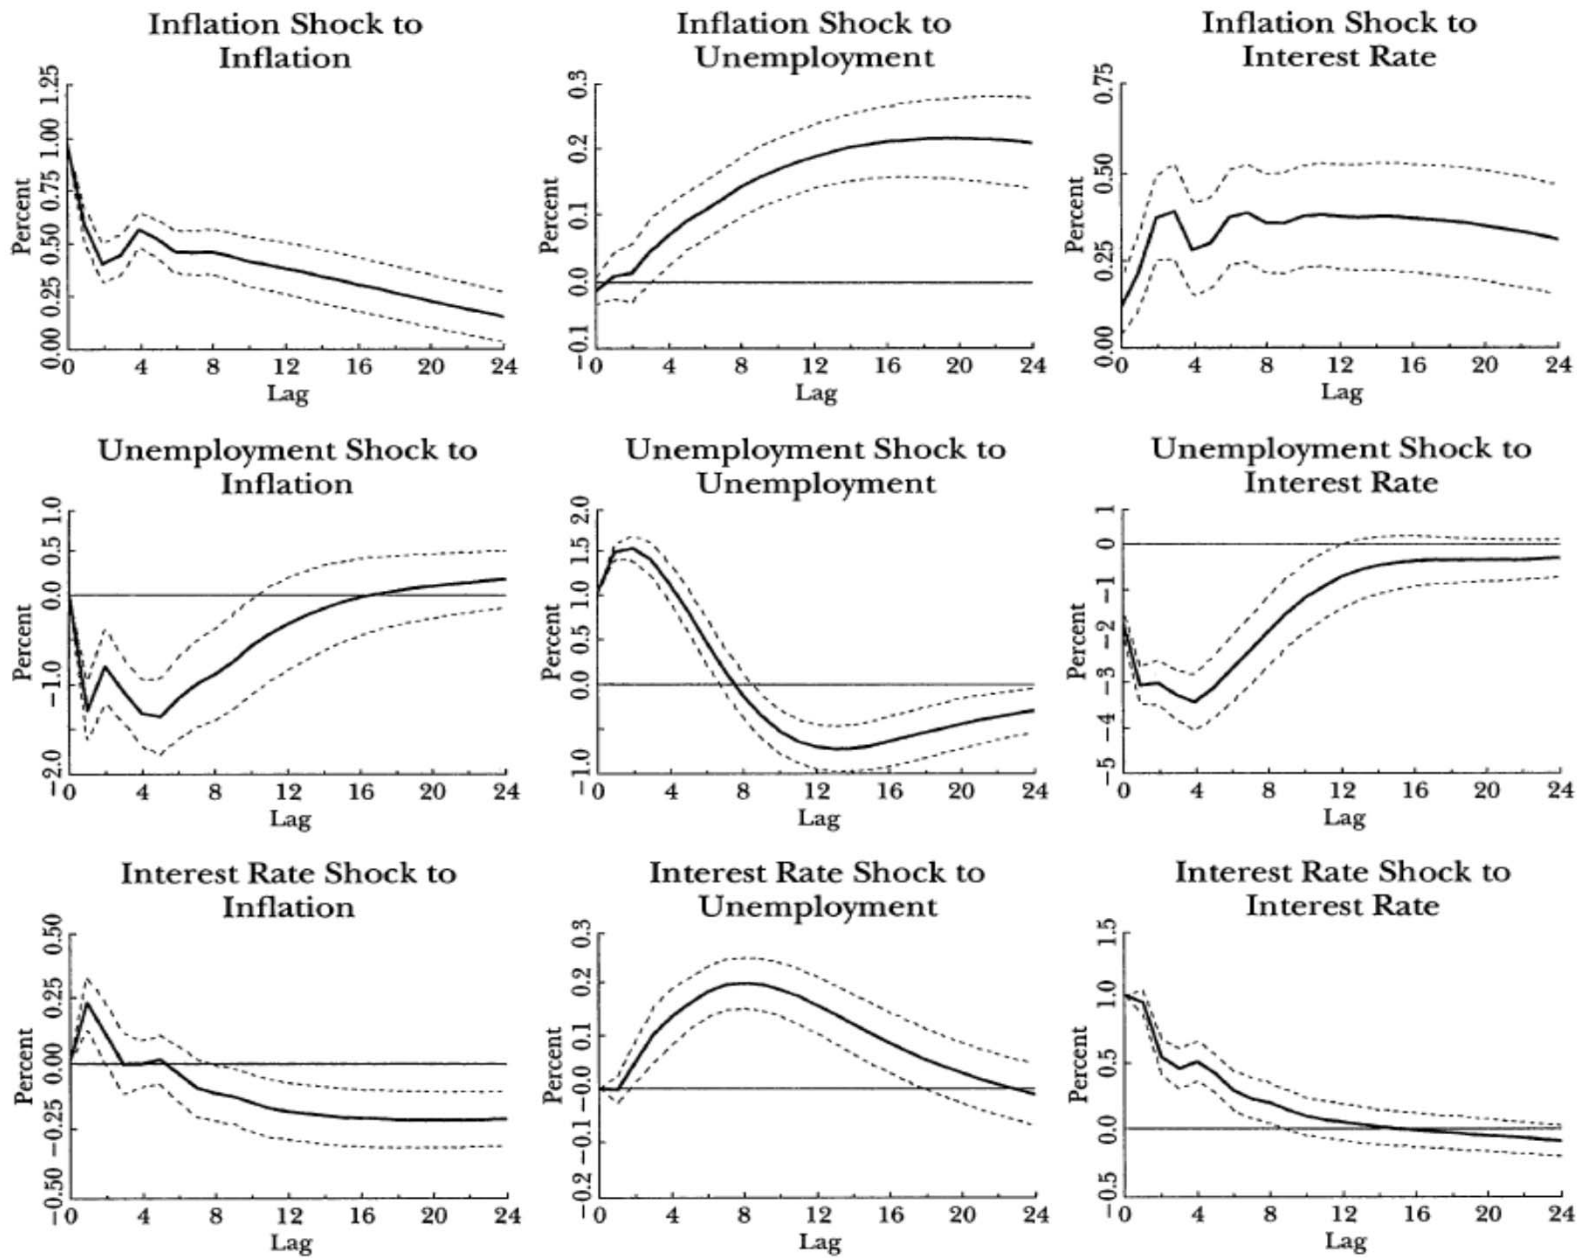 Inflation Shock to
Inflation
Percent
1.25
1.00
0.75
0.50
0.25
0.00
0 4 8 12 16 20 24
Lag
Inflation Shock to
Unemployment
Percent
0.3
0.2
0.1
0.0
-0.1
0 4 8 12 16 20 24
Lag
Inflation Shock to
Interest Rate
Percent
0.75
0.50
0.25
0.00
0 4 8 12 16 20 24
Lag
Unemployment Shock to
Inflation
Percent
1.0
0.5
0.0
-1.0
-2.0
0 4 8 12 16 20 24
Lag
Unemployment Shock to
Unemployment
Percent
2.0
1.5
1.0
0.5
0.0
-1.0
0 4 8 12 16 20 24
Lag
Unemployment Shock to
Interest Rate
Percent
1
0
-1
-2
-3
-4
-5
0 4 8 12 16 20 24
Lag
Interest Rate Shock to
Inflation
Percent
0.50
0.25
0.00
-0.25
-0.50
0 4 8 12 16 20 24
Lag
Interest Rate Shock to
Unemployment
Percent
0.3
0.2
0.1
-0.0
-0.1
-0.2
0 4 8 12 16 20 24
Lag
Interest Rate Shock to
Interest Rate
Percent
1.5
1.0
0.5
0.0
-0.5
0 4 8 12 16 20 24
Lag